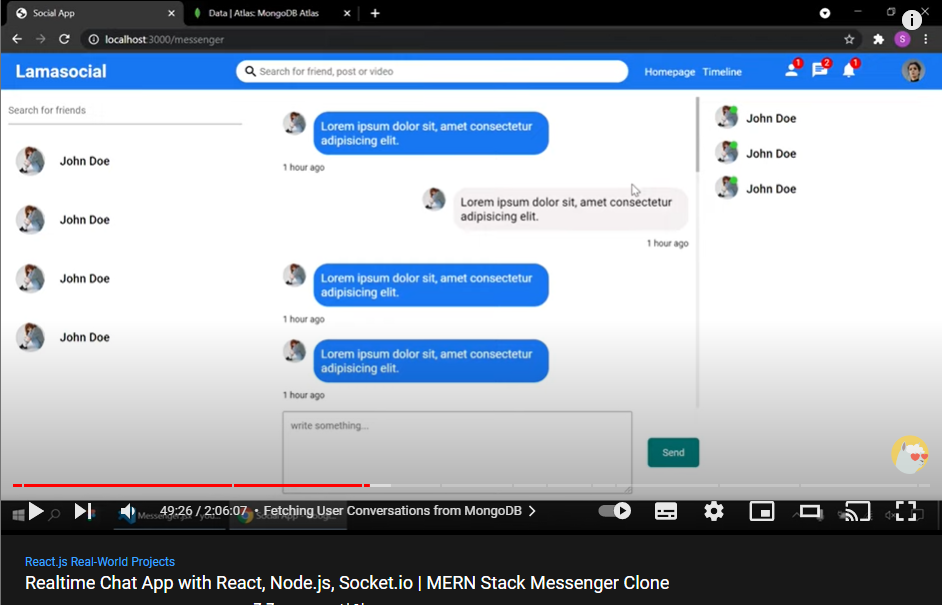 Social App
Data | Atlas: MongoDB Atlas
localhost:3000/messenger
S
Lamasocial
Search for friend, post or video
Homepage Timeline
1
2
1
Search for friends
John Doe
John Doe
John Doe
John Doe
Lorem ipsum dolor sit, amet consectetur
adipisicing elit.
1 hour ago
Lorem ipsum dolor sit, amet consectetur
adipisicing elit.
1 hour ago
Lorem ipsum dolor sit, amet consectetur
adipisicing elit.
1 hour ago
Lorem ipsum dolor sit, amet consectetur
adipisicing elit.
1 hour ago
write something...
Send
John Doe
John Doe
John Doe
49:26 / 2:06:07 • Fetching User Conversations from MongoDB
React.js Real-World Projects
Realtime Chat App with React, Node.js, Socket.io | MERN Stack Messenger Clone